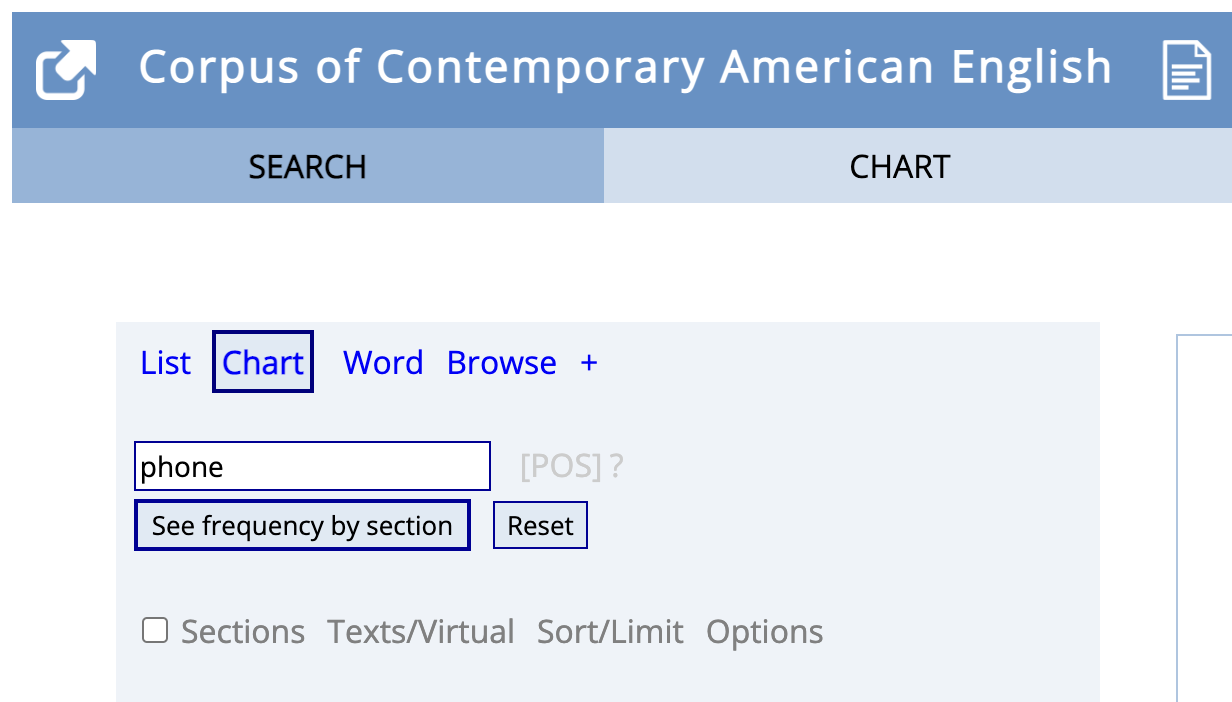 Corpus of Contemporary American English
SEARCH CHART
List Chart Word Browse +
phone [POS] ?
See frequency by section Reset
Sections Texts/Virtual Sort/Limit Options